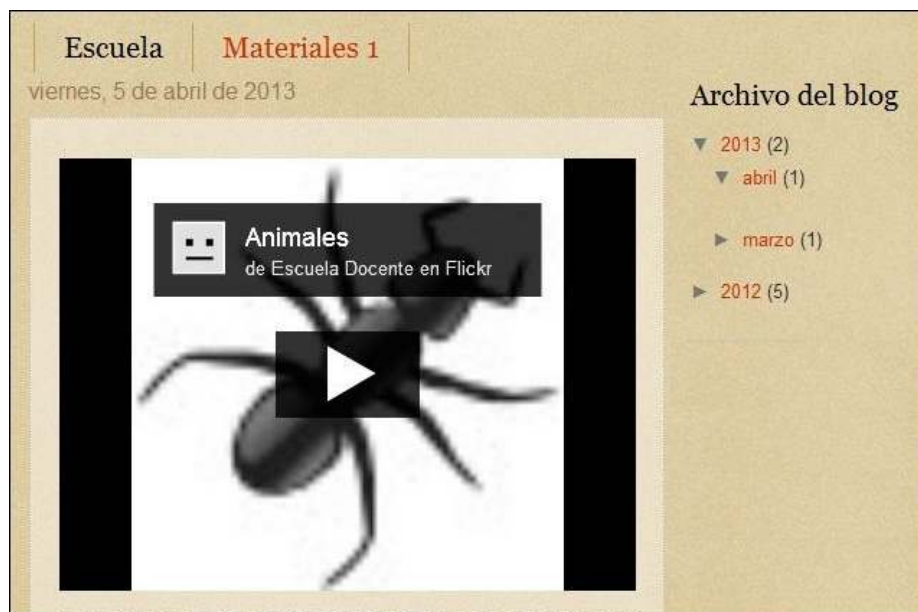 Escuela Materiales 1
viernes, 5 de abril de 2013
Animales
de Escuela Docente en Flickr
Archivo del blog
▼ 2013 (2)
▼ abril (1)
► marzo (1)
► 2012 (5)